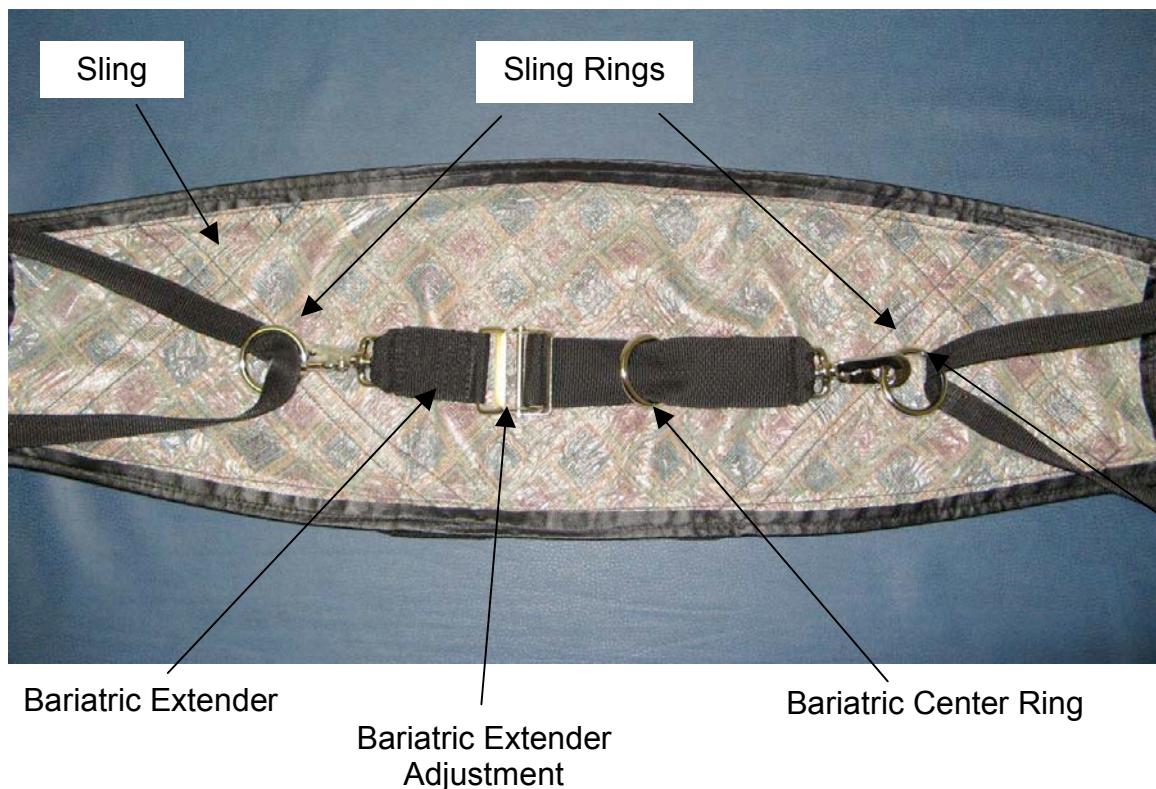 Sling
Sling Rings
Bariatric Extender
Bariatric Center Ring
Bariatric Extender
Adjustment